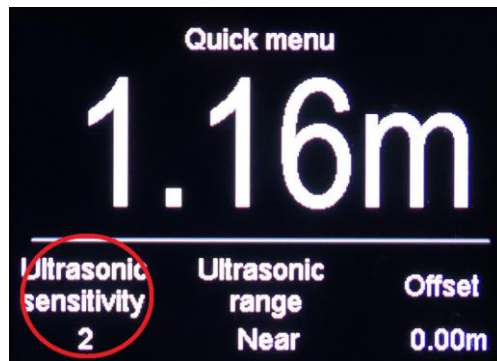 Quick menu
1.16m
Ultrasonic sensitivity
2
Ultrasonic range
Near
Offset
0.00m